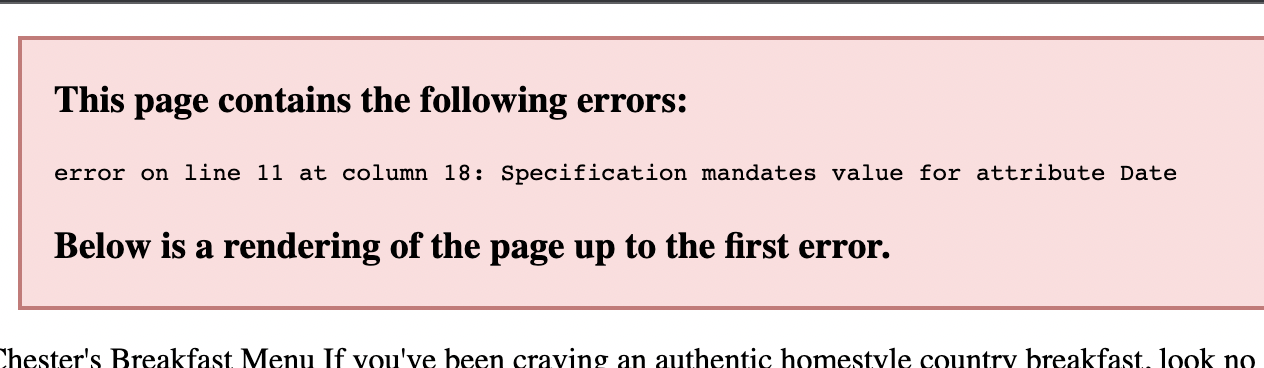 This page contains the following errors:
error on line 11 at column 18: Specification mandates value for attribute Date
Below is a rendering of the page up to the first error.
Chester's Breakfast Menu If you've been craving an authentic homestyle country breakfast, look no